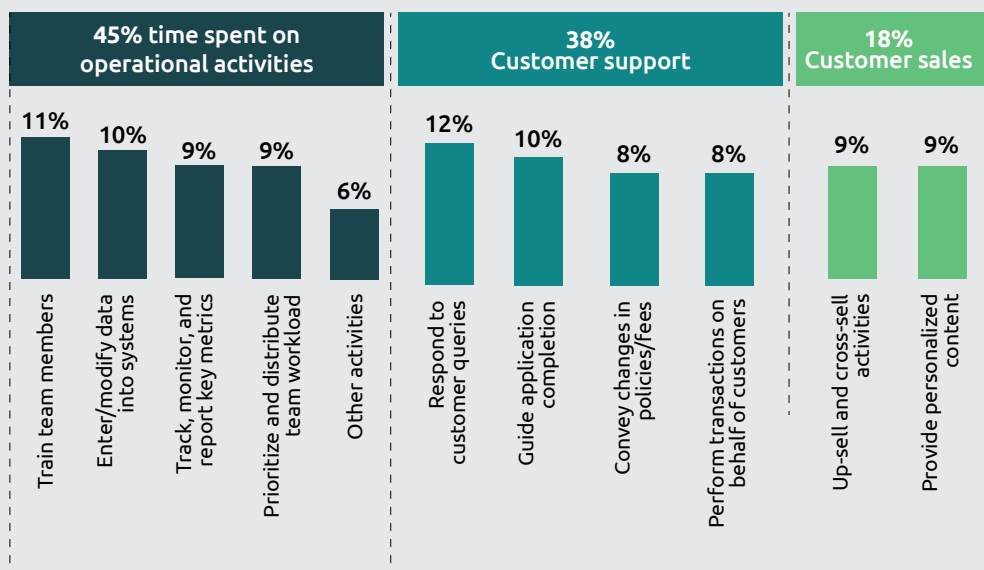 45% time spent on
operational activities
38%
Customer support
18%
Customer sales
11%
10%
9%
9%
6%
12%
10%
8%
8%
9%
9%
Train team members
Enter/modify data
into systems
Track, monitor, and
report key metrics
Prioritize and distribute
team workload
Other activities
Respond to
customer queries
Guide application
completion
Convey changes in
policies/fees
Perform transactions on
behalf of customers
Up-sell and cross-sell
activities
Provide personalized
content